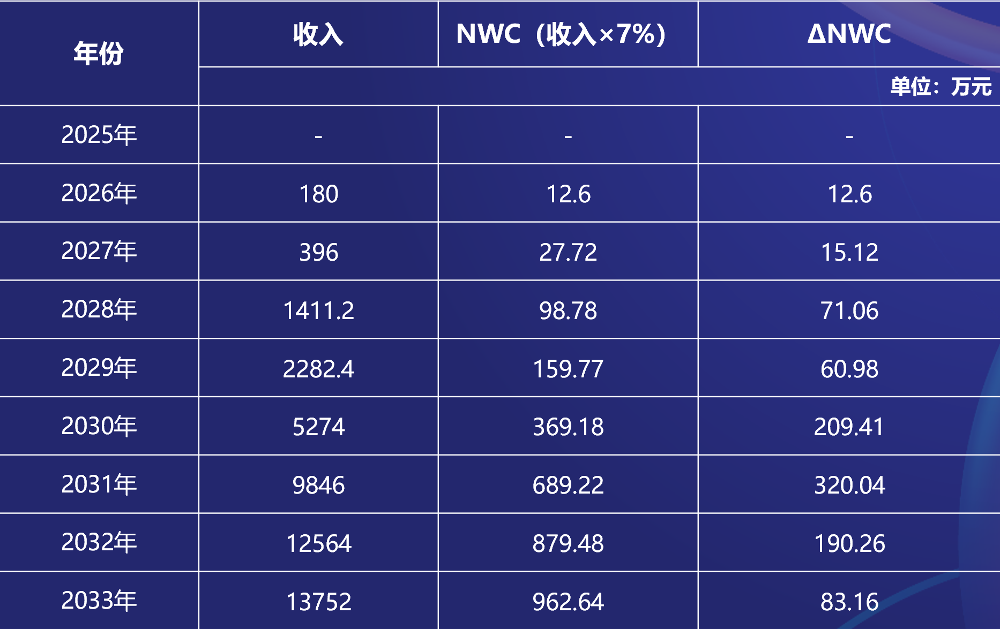 年份 收入 NWC（收入×7%） ΔNWC
单位：万元
2025年 - - -
2026年 180 12.6 12.6
2027年 396 27.72 15.12
2028年 1411.2 98.78 71.06
2029年 2282.4 159.77 60.98
2030年 5274 369.18 209.41
2031年 9846 689.22 320.04
2032年 12564 879.48 190.26
2033年 13752 962.64 83.16